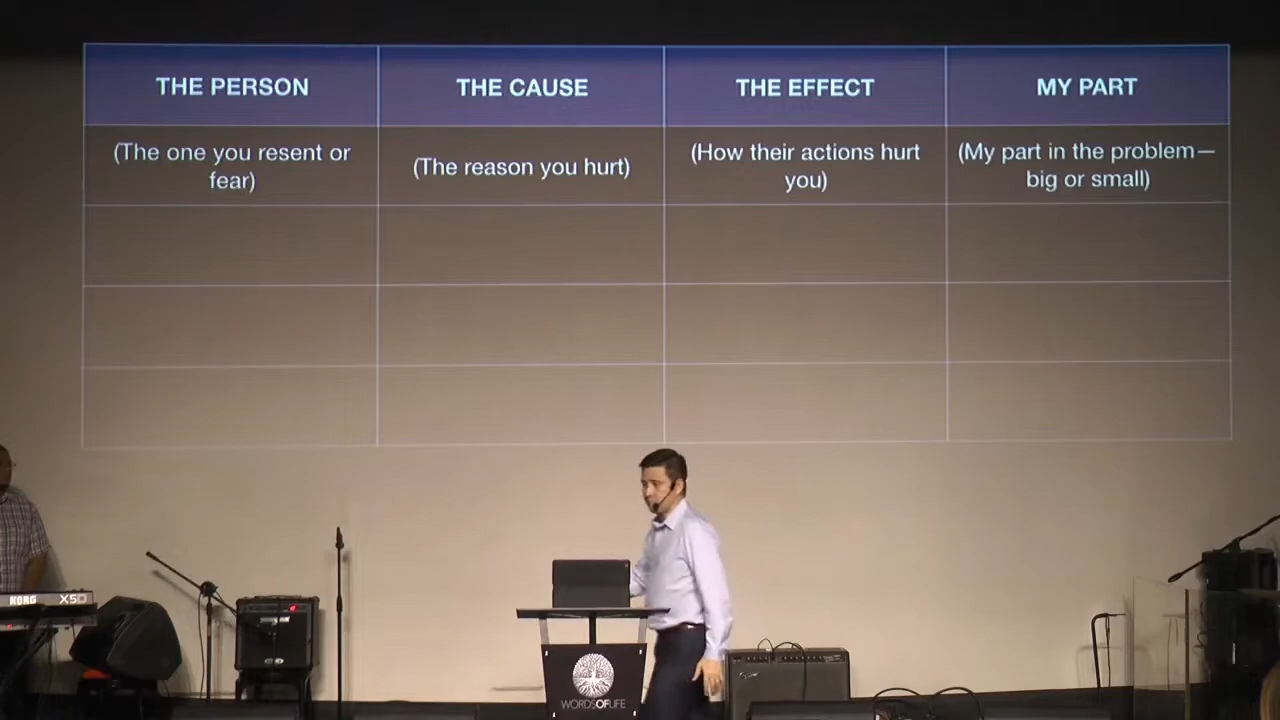 THE PERSON
THE CAUSE
THE EFFECT
MY PART
(The one you resent or
fear)
(The reason you hurt)
(How their actions hurt
you)
(My part in the problem—
big or small)
KORG X5D
WORDSOFLIFE